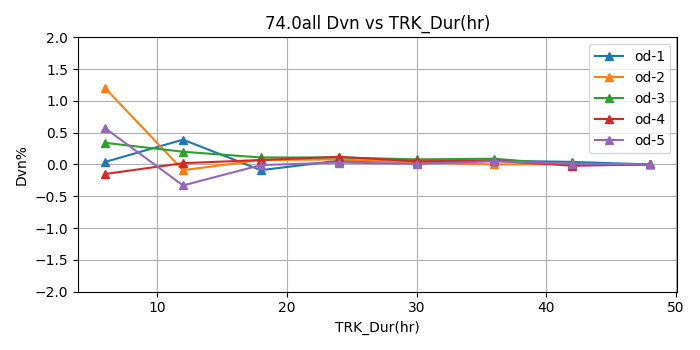 74.0all Dvn vs TRK_Dur(hr)
2.0
1.5
1.0
0.5
0.0
−0.5
−1.0
−1.5
−2.0
Dvn%
od-1
od-2
od-3
od-4
od-5
10
20
30
40
50
TRK_Dur(hr)